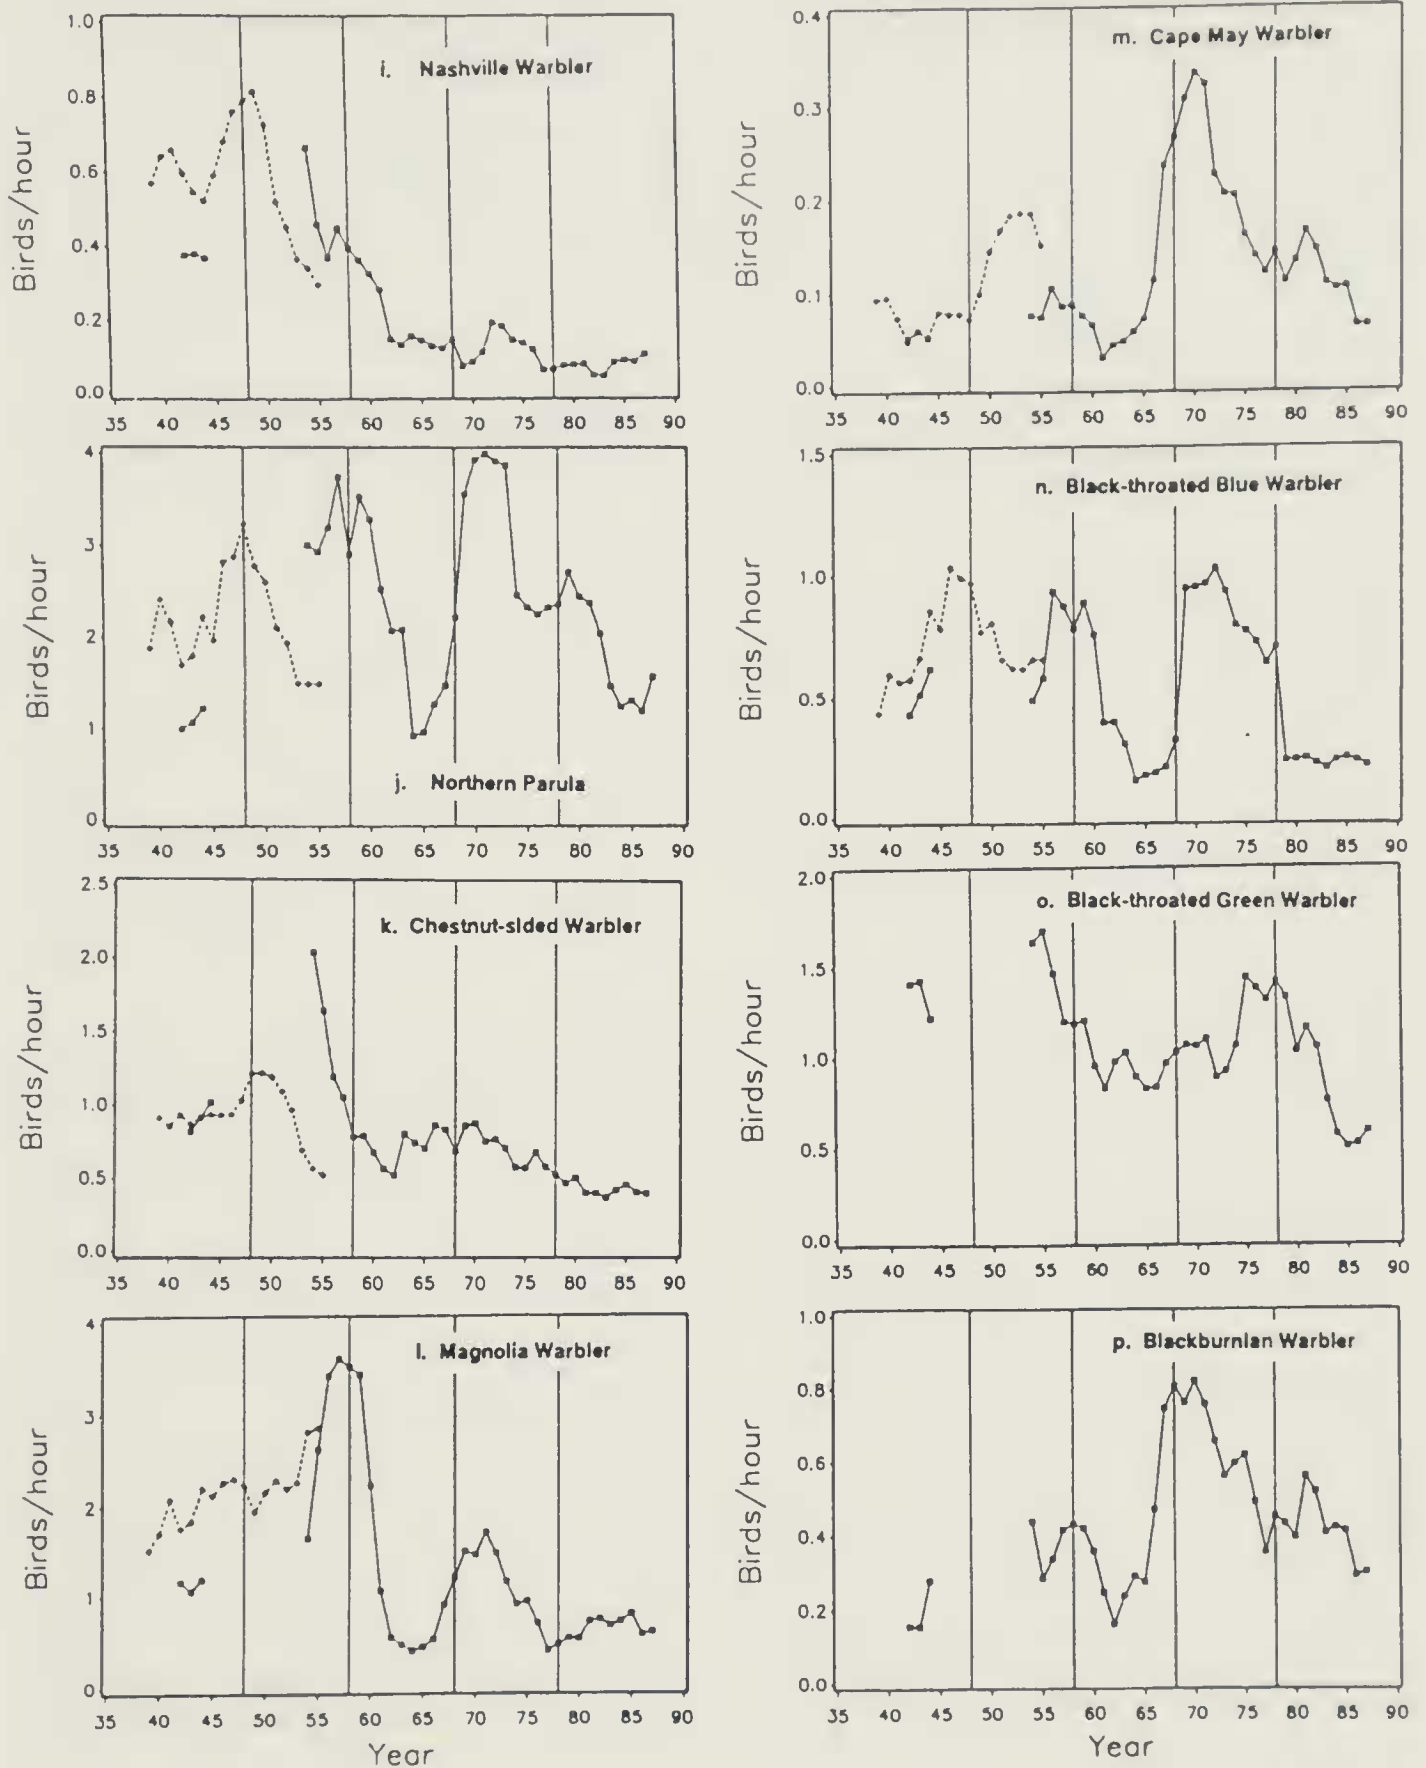 i. Nashville Warbler
Birds/hour
1.0
0.8
0.6
0.4
0.2
0.0
35 40 45 50 55 60 65 70 75 80 85 90
j. Northern Parula
Birds/hour
4
3
2
1
0
35 40 45 50 55 60 65 70 75 80 85 90
k. Chestnut-sided Warbler
Birds/hour
2.5
2.0
1.5
1.0
0.5
0.0
35 40 45 50 55 60 65 70 75 80 85 90
l. Magnolia Warbler
Birds/hour
4
3
2
1
0
35 40 45 50 55 60 65 70 75 80 85 90
Year
m. Cape May Warbler
Birds/hour
0.4
0.3
0.2
0.1
0.0
35 40 45 50 55 60 65 70 75 80 85 90
n. Black-throated Blue Warbler
Birds/hour
1.5
1.0
0.5
0.0
35 40 45 50 55 60 65 70 75 80 85 90
o. Black-throated Green Warbler
Birds/hour
2.0
1.5
1.0
0.5
0.0
35 40 45 50 55 60 65 70 75 80 85 90
p. Blackburnian Warbler
Birds/hour
1.0
0.8
0.6
0.4
0.2
0.0
35 40 45 50 55 60 65 70 75 80 85 90
Year